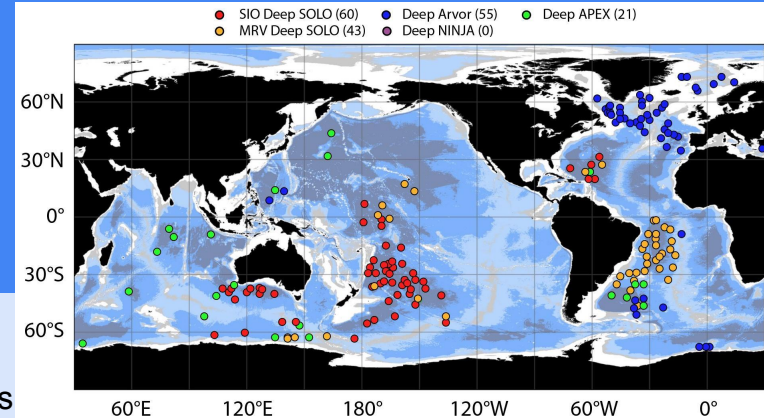 SIO Deep SOLO (60) Deep Arvor (55) Deep APEX (21)
MRV Deep SOLO (43) Deep NINJA (0)
60°N
30°N
0°
30°S
60°S
60°E 120°E 180° 120°W 60°W 0°
s